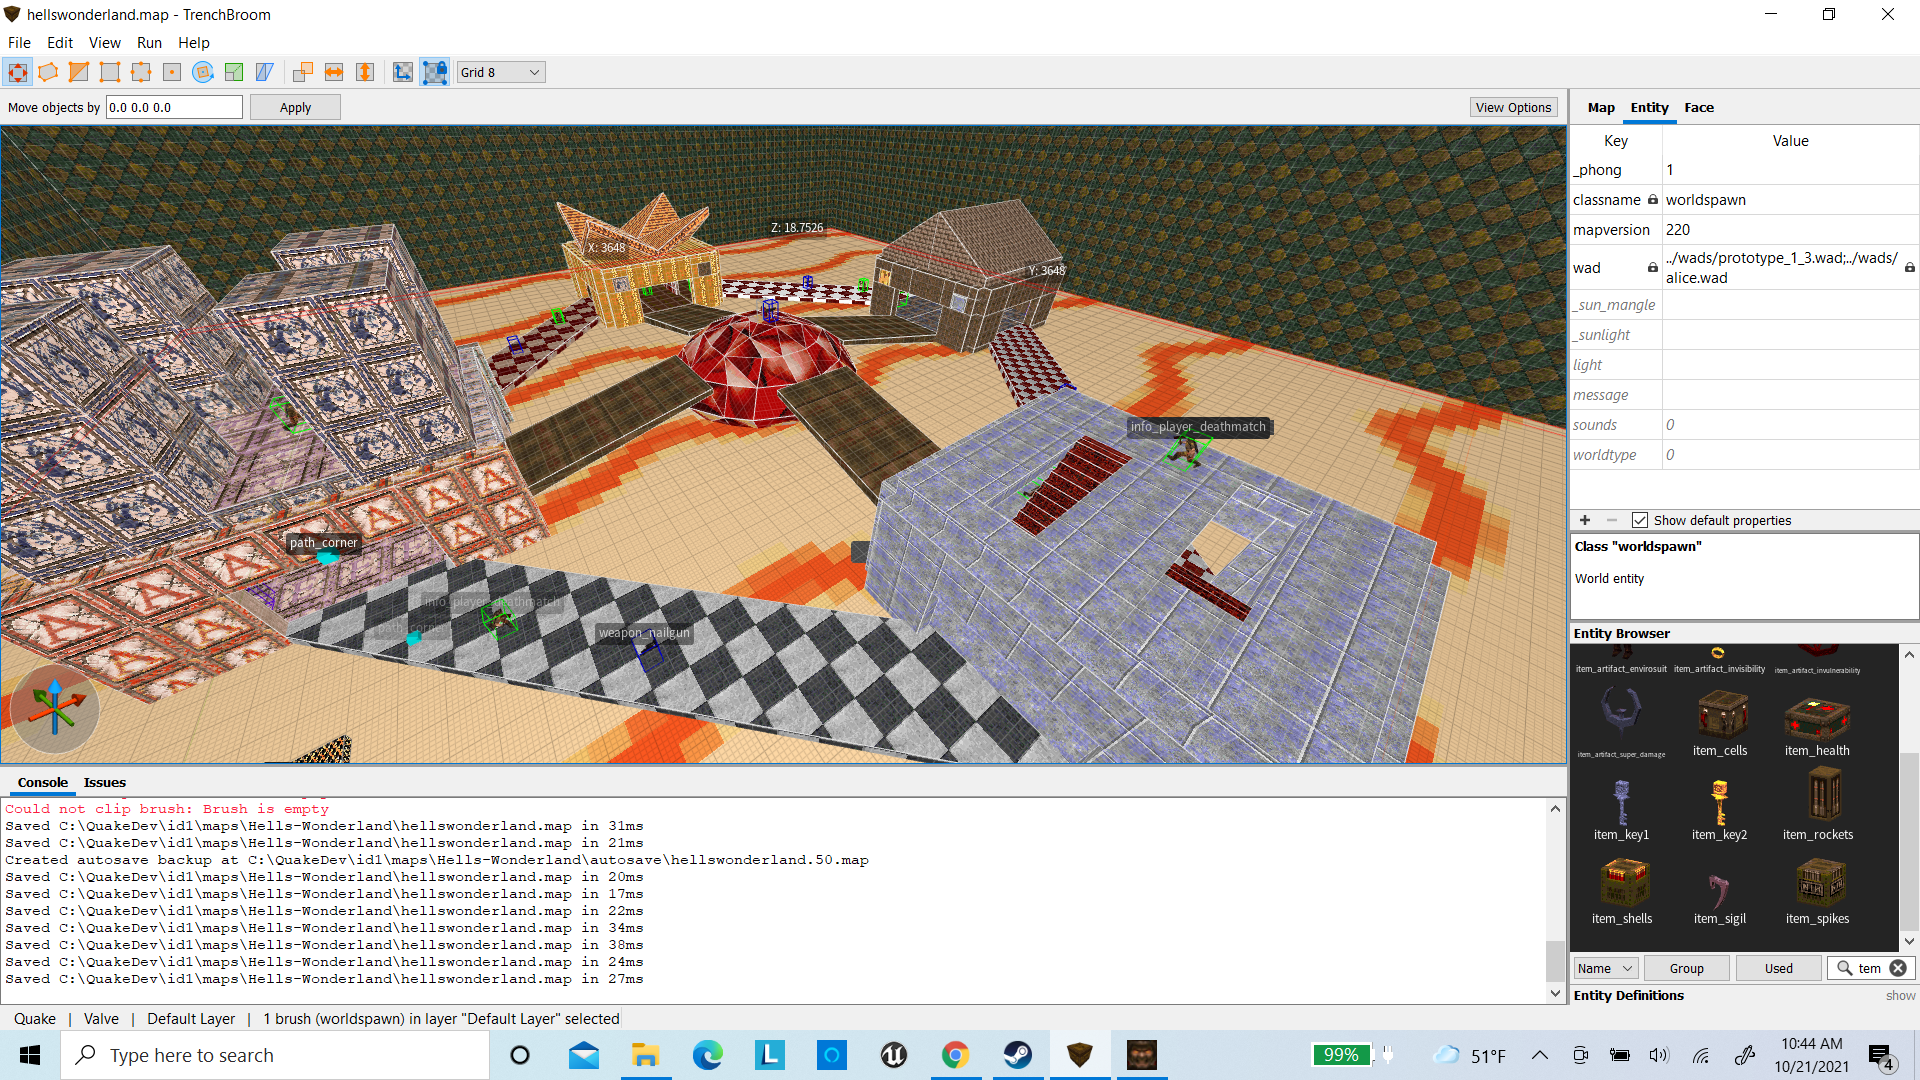 hellswonderland.map - TrenchBroom
File Edit View Run Help
Grid 8
Move objects by 0.0 0.0 0.0 Apply View Options
Map Entity Face
Key Value
_phong 1
classname worldspawn
mapversion 220
wad ../wads/prototype_1_3.wad;../wads/
alice.wad
_sun_mangle
_sunlight
light
message
sounds 0
worldtype 0
Show default properties
Class "worldspawn"
World entity
Z: 18.7526
X: 3648
Y: 3648
info_player_deathmatch
path_corner
info_player_deathmatch
path_corner
weapon_nailgun
Entity Browser
item_artifact_envirosuit item_artifact_invisibility item_artifact_invulnerability
item_artifact_super_damage item_cells item_health
item_key1 item_key2 item_rockets
item_shells item_sigil item_spikes
Name Group Used tem
Entity Definitions show
Console Issues
Could not clip brush: Brush is empty
Saved C:\QuakeDev\id1\maps\Hells-Wonderland\hellswonderland.map in 31ms
Saved C:\QuakeDev\id1\maps\Hells-Wonderland\hellswonderland.map in 21ms
Created autosave backup at C:\QuakeDev\id1\maps\Hells-Wonderland\autosave\hellswonderland.50.map
Saved C:\QuakeDev\id1\maps\Hells-Wonderland\hellswonderland.map in 20ms
Saved C:\QuakeDev\id1\maps\Hells-Wonderland\hellswonderland.map in 17ms
Saved C:\QuakeDev\id1\maps\Hells-Wonderland\hellswonderland.map in 22ms
Saved C:\QuakeDev\id1\maps\Hells-Wonderland\hellswonderland.map in 34ms
Saved C:\QuakeDev\id1\maps\Hells-Wonderland\hellswonderland.map in 38ms
Saved C:\QuakeDev\id1\maps\Hells-Wonderland\hellswonderland.map in 24ms
Saved C:\QuakeDev\id1\maps\Hells-Wonderland\hellswonderland.map in 27ms
Quake | Valve | Default Layer | 1 brush (worldspawn) in layer "Default Layer" selected
Type here to search
99%
51°F
10:44 AM
10/21/2021
4